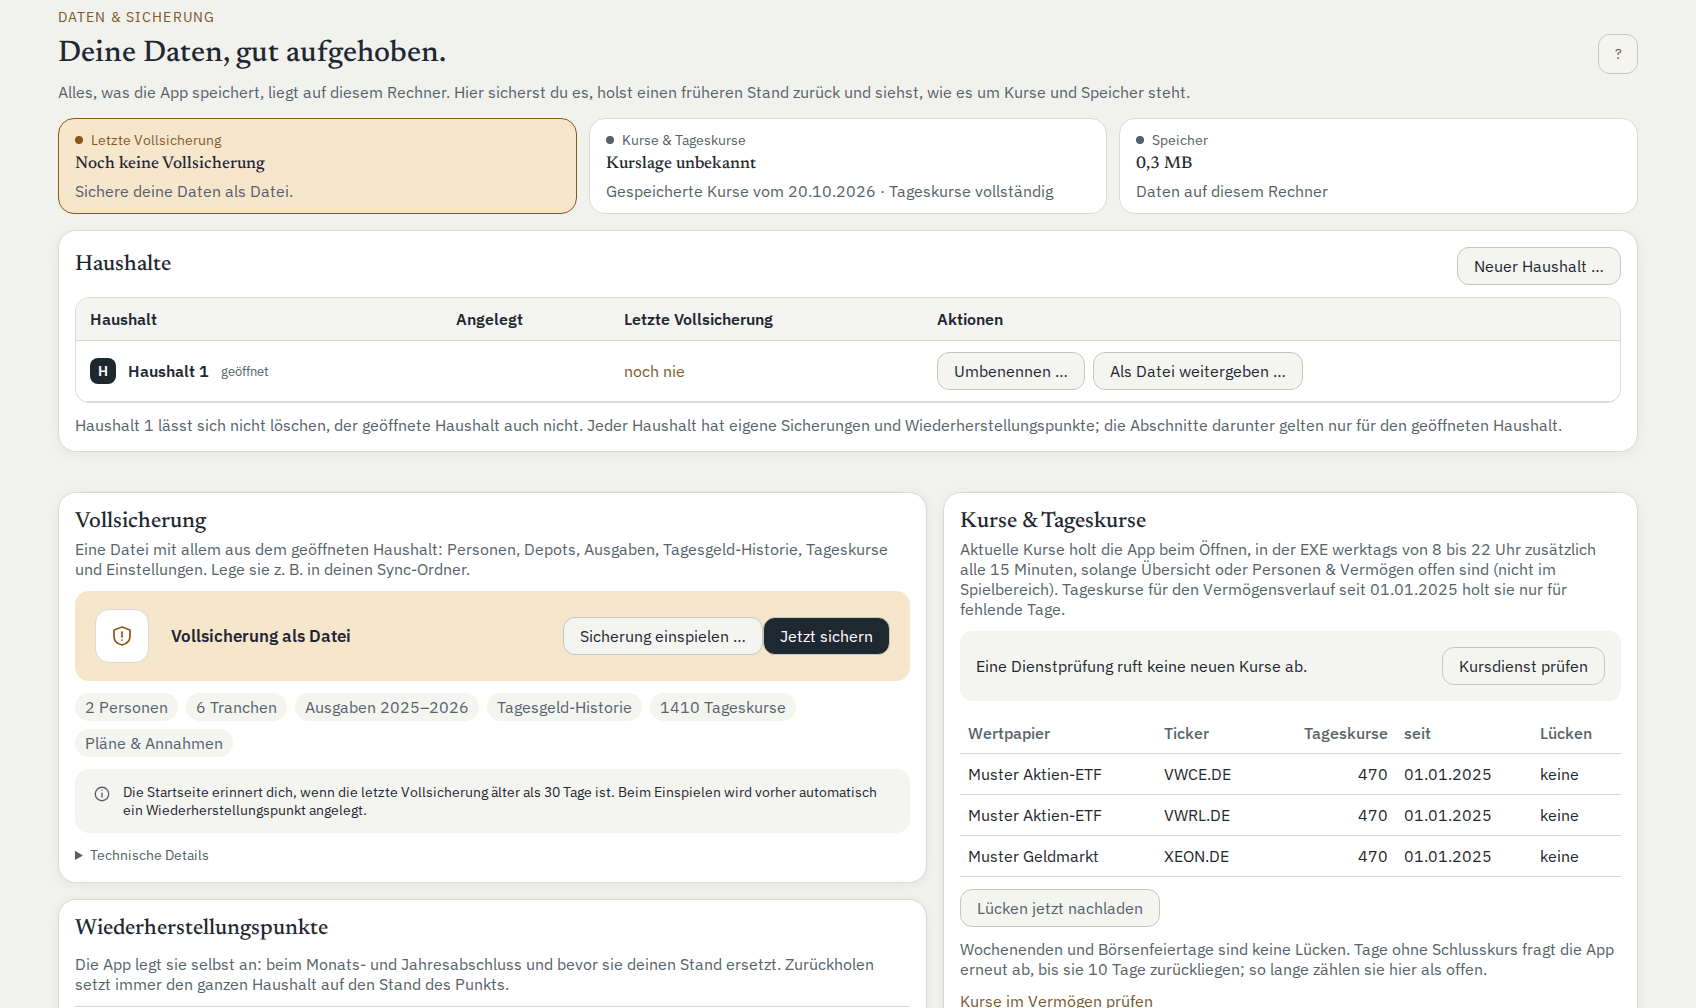 DATEN & SICHERUNG
Deine Daten, gut aufgehoben.
?
Alles, was die App speichert, liegt auf diesem Rechner. Hier sicherst du es, holst einen früheren Stand zurück und siehst, wie es um Kurse und Speicher steht.
Letzte Vollsicherung
Noch keine Vollsicherung
Sichere deine Daten als Datei.
Kurse & Tageskurse
Kurslage unbekannt
Gespeicherte Kurse vom 20.10.2026 · Tageskurse vollständig
Speicher
0,3 MB
Daten auf diesem Rechner
Haushalte
Neuer Haushalt ...
Haushalt Angelegt Letzte Vollsicherung Aktionen
H Haushalt 1 geöffnet noch nie Umbenennen ... Als Datei weitergeben ...
Haushalt 1 lässt sich nicht löschen, der geöffnete Haushalt auch nicht. Jeder Haushalt hat eigene Sicherungen und Wiederherstellungspunkte; die Abschnitte darunter gelten nur für den geöffneten Haushalt.
Vollsicherung
Eine Datei mit allem aus dem geöffneten Haushalt: Personen, Depots, Ausgaben, Tagesgeld-Historie, Tageskurse
und Einstellungen. Lege sie z. B. in deinen Sync-Ordner.
Vollsicherung als Datei
Sicherung einspielen ...
Jetzt sichern
2 Personen
6 Tranchen
Ausgaben 2025–2026
Tagesgeld-Historie
1410 Tageskurse
Pläne & Annahmen
Die Startseite erinnert dich, wenn die letzte Vollsicherung älter als 30 Tage ist. Beim Einspielen wird vorher automatisch
ein Wiederherstellungspunkt angelegt.
Technische Details
Wiederherstellungspunkte
Die App legt sie selbst an: beim Monats- und Jahresabschluss und bevor sie deinen Stand ersetzt. Zurückholen
setzt immer den ganzen Haushalt auf den Stand des Punkts.
Kurse & Tageskurse
Aktuelle Kurse holt die App beim Öffnen, in der EXE werktags von 8 bis 22 Uhr zusätzlich
alle 15 Minuten, solange Übersicht oder Personen & Vermögen offen sind (nicht im
Spielbereich). Tageskurse für den Vermögensverlauf seit 01.01.2025 holt sie nur für
fehlende Tage.
Eine Dienstprüfung ruft keine neuen Kurse ab.
Kursdienst prüfen
Wertpapier Ticker Tageskurse seit Lücken
Muster Aktien-ETF VWCE.DE 470 01.01.2025 keine
Muster Aktien-ETF VWRL.DE 470 01.01.2025 keine
Muster Geldmarkt XEON.DE 470 01.01.2025 keine
Lücken jetzt nachladen
Wochenenden und Börsenfeiertage sind keine Lücken. Tage ohne Schlusskurs fragt die App
erneut ab, bis sie 10 Tage zurückliegen; so lange zählen sie hier als offen.
Kurse im Vermögen prüfen